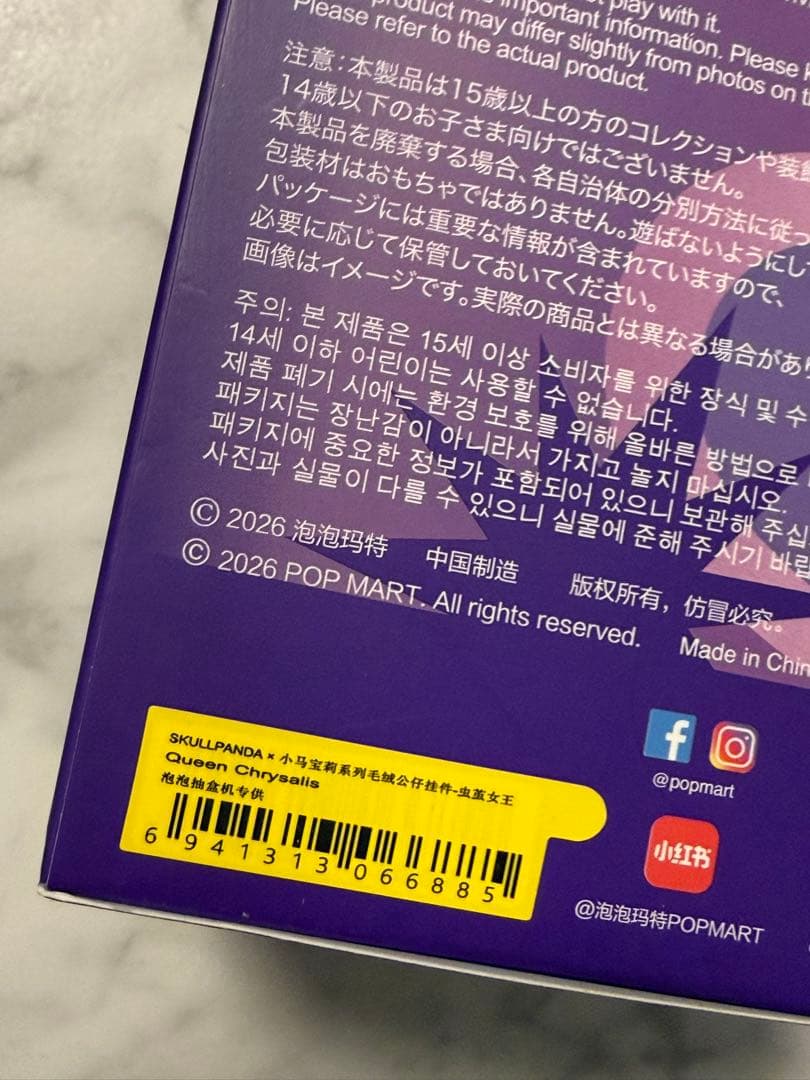 play with it.
important information. Please
product may differ slightly from photos on
Please refer to the actual product.
注意：本製品は15歳以上の方のコレクションや装飾
14歳以下のお子さま向けではございません。
本製品を廃棄する場合、各自治体の分別方法に従っ
包装材はおもちゃではありません。遊ばないようにし
パッケージには重要な情報が含まれていますので、
必要に応じて保管しておいてください。
画像はイメージです。実際の商品とは異なる場合があり
주의: 본 제품은 15세 이상 소비자를 위한 장식 및 수
14세 이하 어린이는 사용할 수 없습니다.
제품 폐기 시에는 환경 보호를 위해 올바른 방법으로
패키지는 장난감이 아니라서 가지고 놀지 마십시오.
패키지에 중요한 정보가 포함되어 있으니 보관해 주십
사진과 실물이 다를 수 있으니 실물에 준해 주시기 바랍
© 2026 泡泡玛特 中国制造 版权所有，仿冒必究。
© 2026 POP MART. All rights reserved. Made in Chin
SKULLPANDA × 小马宝莉系列毛绒公仔挂件-虫茧女王
Queen Chrysalis
泡泡抽盒机专供
6941313066885
f
@popmart
小红书
@泡泡玛特POPMART